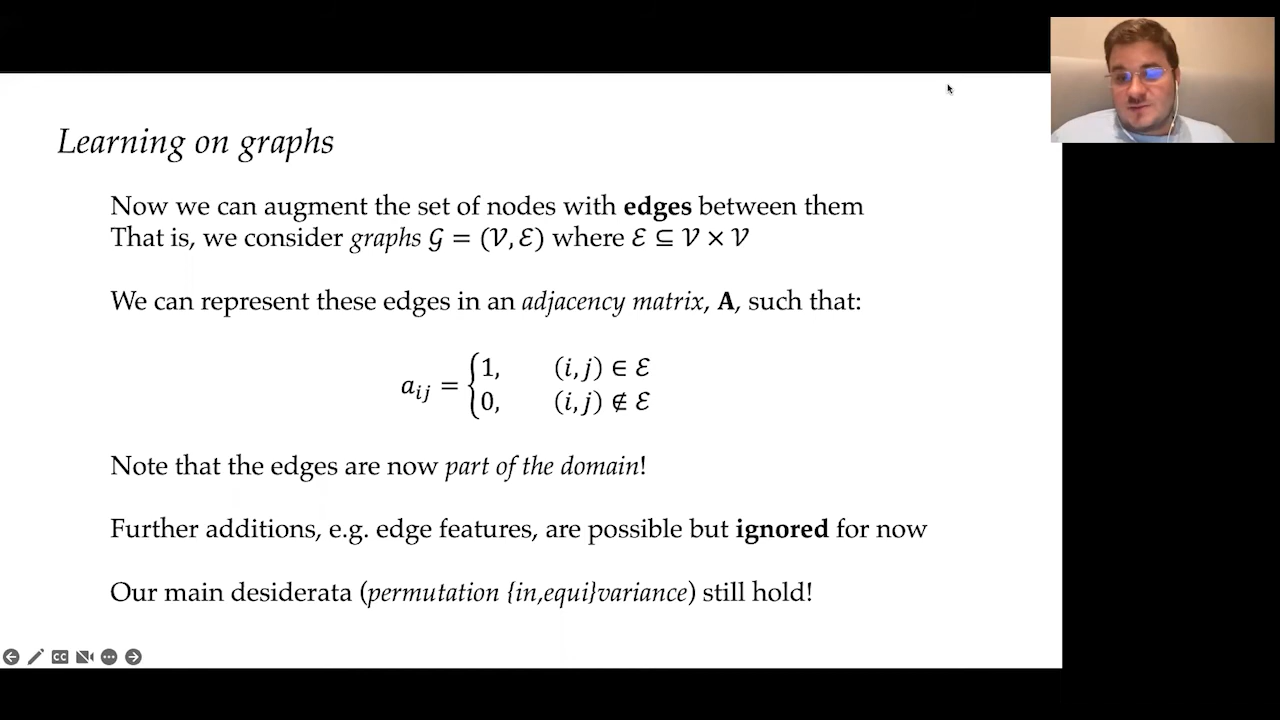 Learning on graphs
Now we can augment the set of nodes with edges between them
That is, we consider graphs 𝒢 = (𝒱, ℰ) where ℰ ⊆ 𝒱 × 𝒱
We can represent these edges in an adjacency matrix, A, such that:
a_{ij} = { 1, (i, j) ∈ ℰ
0, (i, j) ∉ ℰ
Note that the edges are now part of the domain!
Further additions, e.g. edge features, are possible but ignored for now
Our main desiderata (permutation {in,equi}variance) still hold!
CC